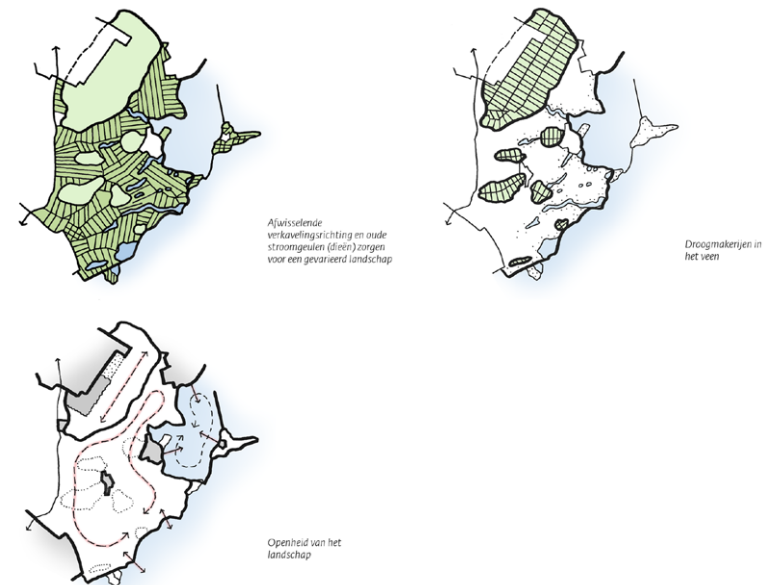 Afwisselende
verkavelingsrichting en oude
stroomgeulen (dieën) zorgen
voor een gevarieerd landschap
Droogmakerijen in
het veen
Openheid van het
landschap